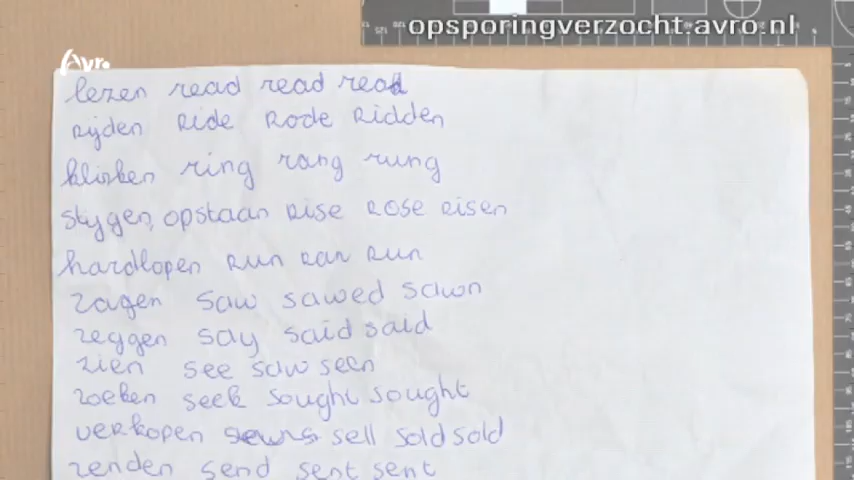 opsporingverzocht.avro.nl
Avro.
lezen read read read
rijden ride rode ridden
klinken ring rang rung
stijgen, opstaan rise rose risen
hardlopen run ran run
zagen saw sawed sawn
zeggen say said said
zien see saw seen
zoeken seek sought sought
verkopen sell sold sold
zenden send sent sent